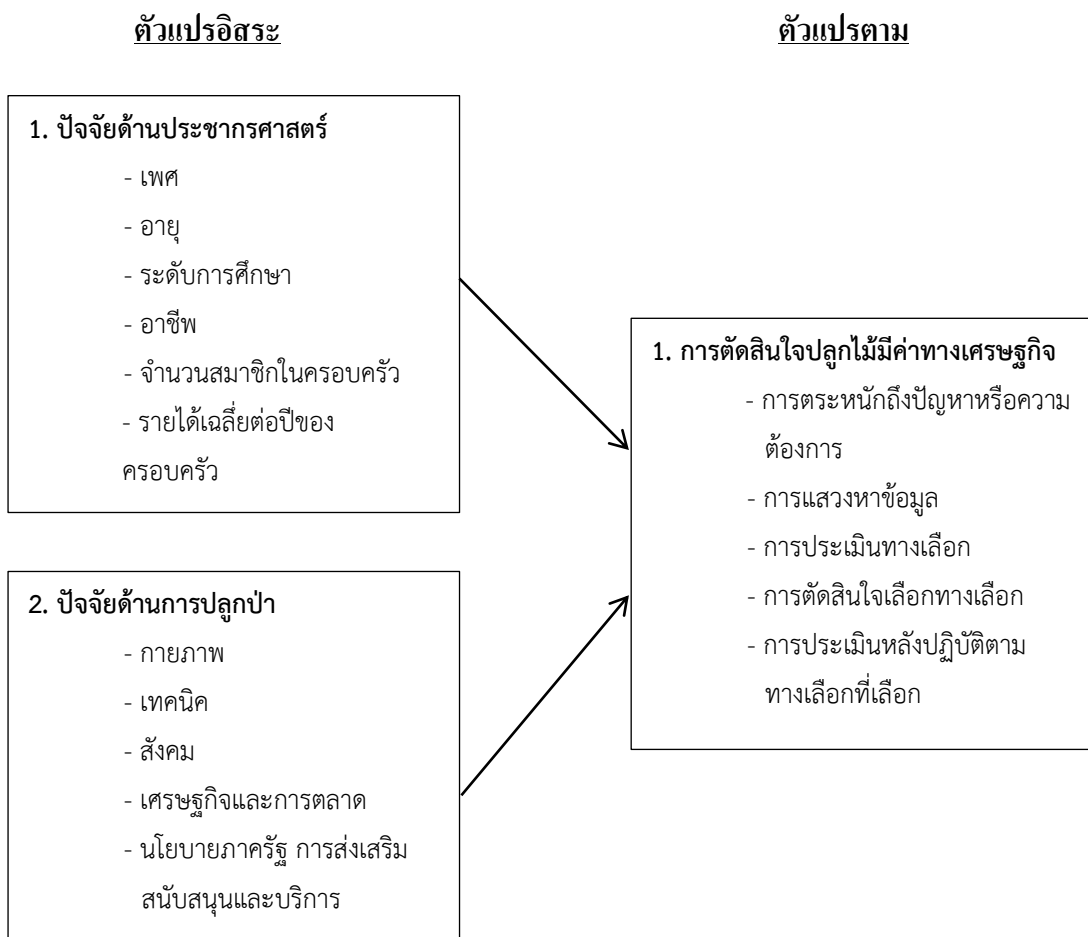 ตัวแปรอิสระ
ตัวแปรตาม
1. ปัจจัยด้านประชากรศาสตร์
- เพศ
- อายุ
- ระดับการศึกษา
- อาชีพ
- จำนวนสมาชิกในครอบครัว
- รายได้เฉลี่ยต่อปีของ
ครอบครัว
2. ปัจจัยด้านการปลูกป่า
- กายภาพ
- เทคนิค
- สังคม
- เศรษฐกิจและการตลาด
- นโยบายภาครัฐ การส่งเสริม
สนับสนุนและบริการ
1. การตัดสินใจปลูกไม้มีค่าทางเศรษฐกิจ
- การตระหนักถึงปัญหาหรือความ
ต้องการ
- การแสวงหาข้อมูล
- การประเมินทางเลือก
- การตัดสินใจเลือกทางเลือก
- การประเมินหลังปฏิบัติตาม
ทางเลือกที่เลือก